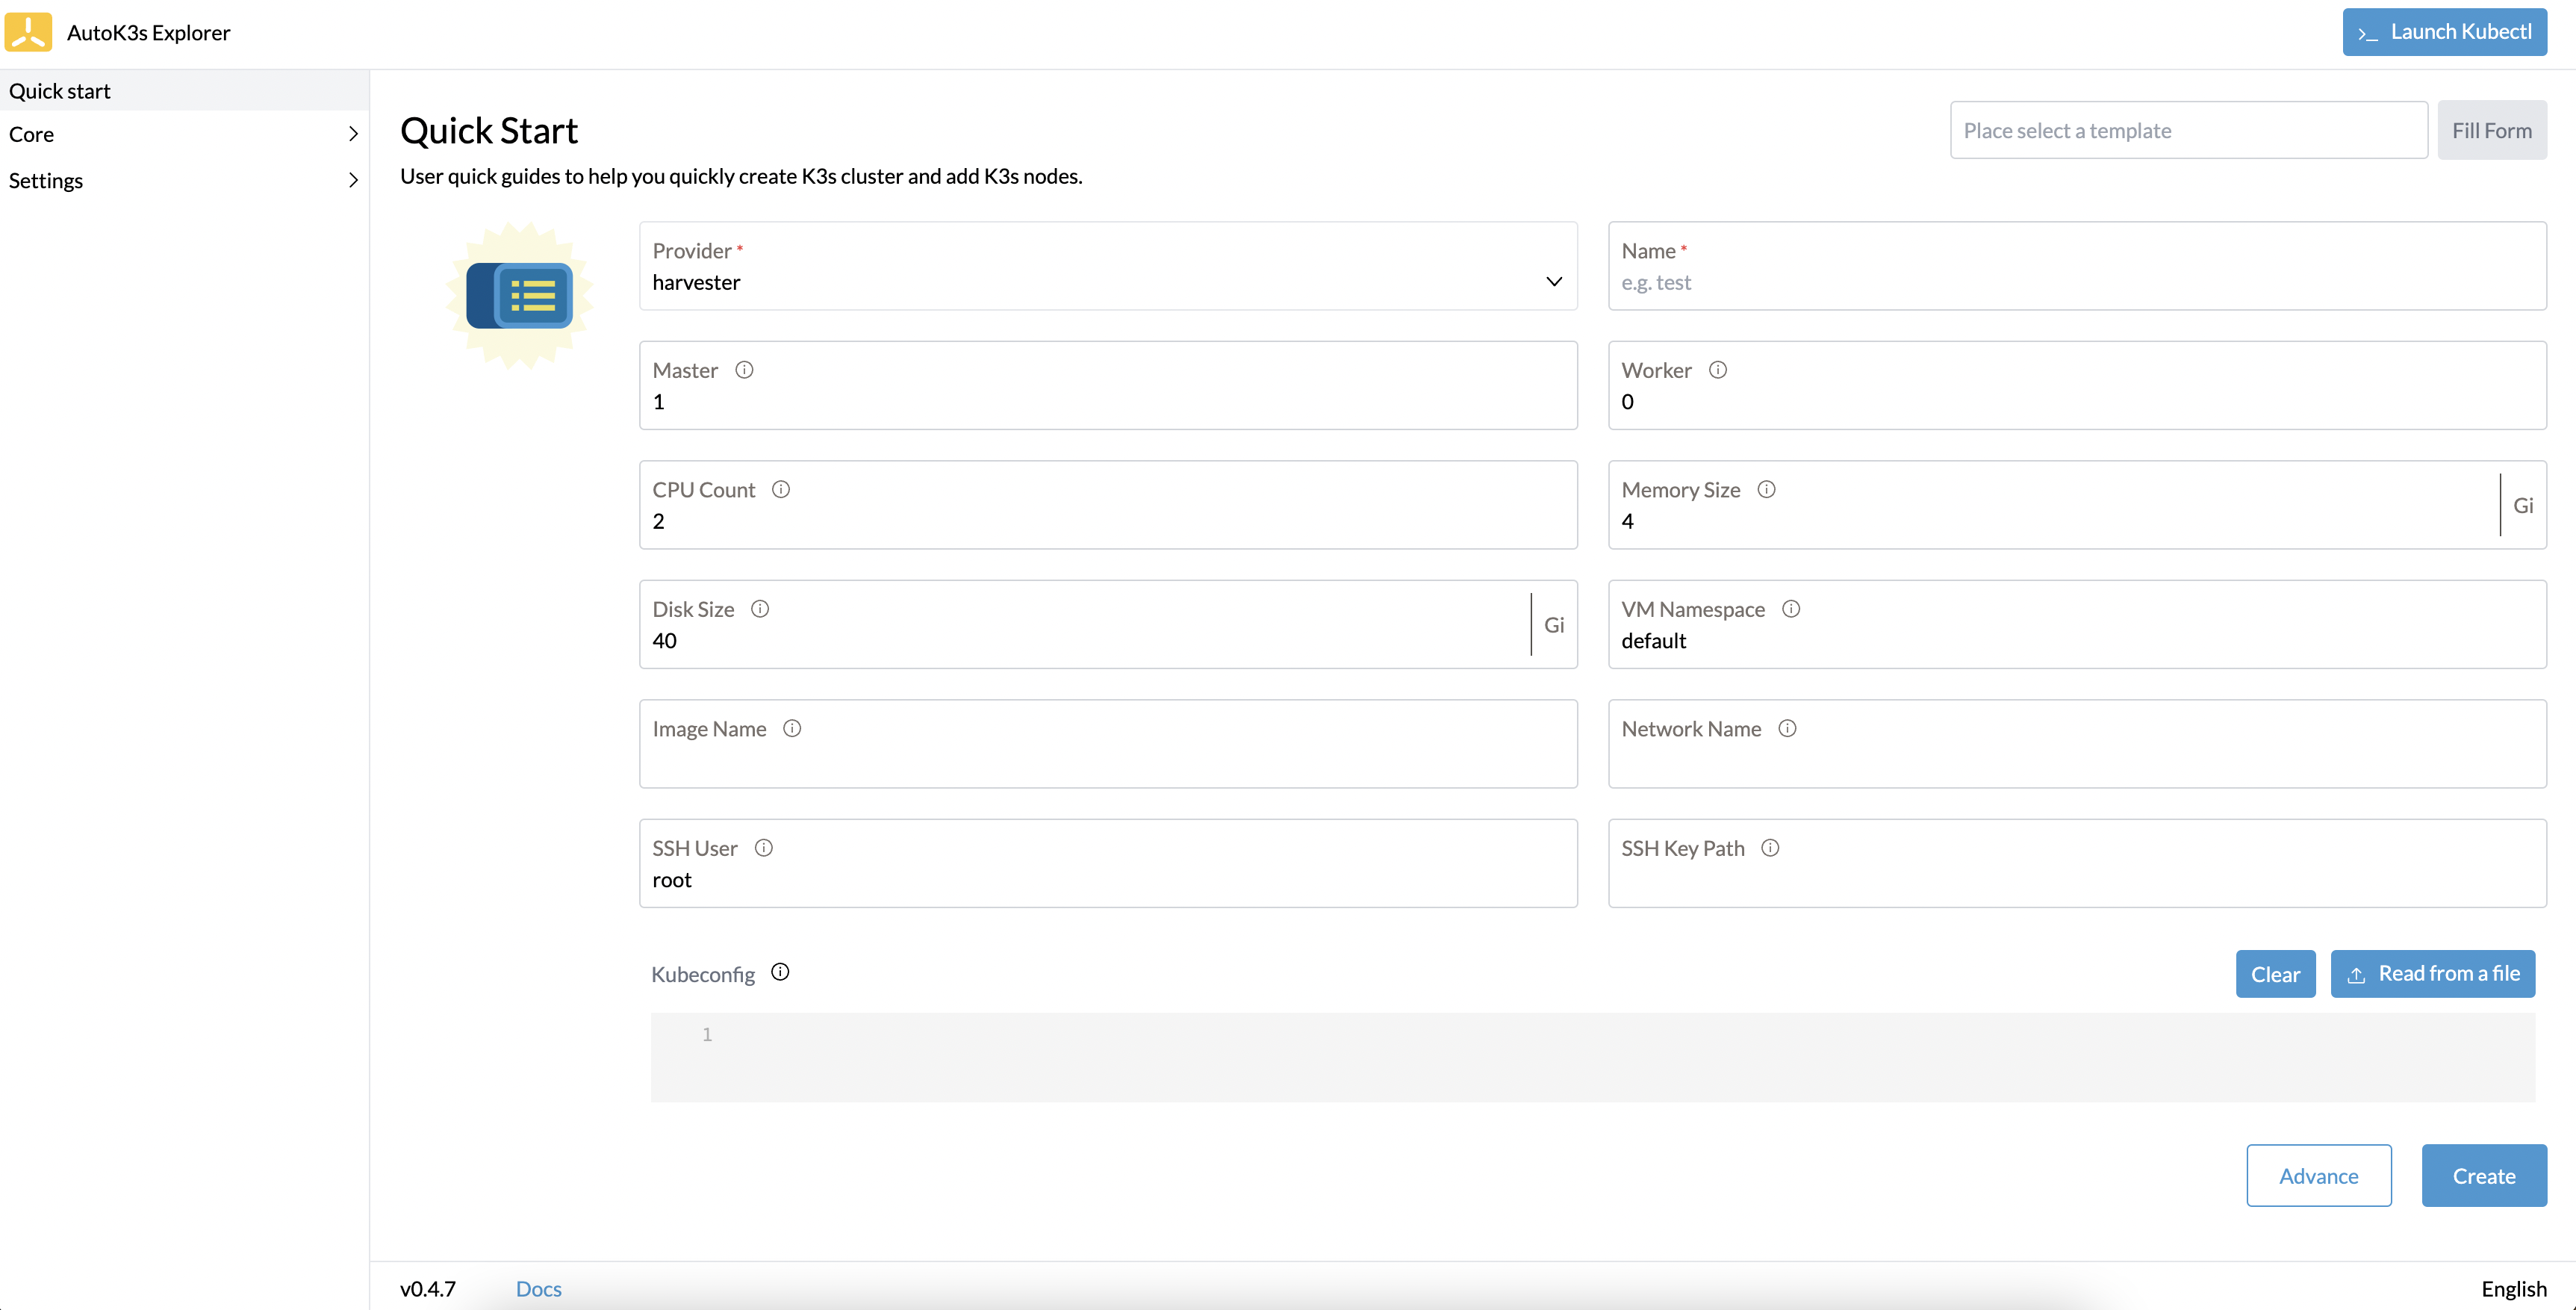 AutoK3s Explorer
>_ Launch Kubectl
Quick start
Core
Settings
Quick Start
User quick guides to help you quickly create K3s cluster and add K3s nodes.
Place select a template
Fill Form
Provider *
harvester
Name *
e.g. test
Master
1
Worker
0
CPU Count
2
Memory Size
4
Gi
Disk Size
40
Gi
VM Namespace
default
Image Name
Network Name
SSH User
root
SSH Key Path
Kubeconfig
Clear
Read from a file
1
Advance
Create
v0.4.7
Docs
English